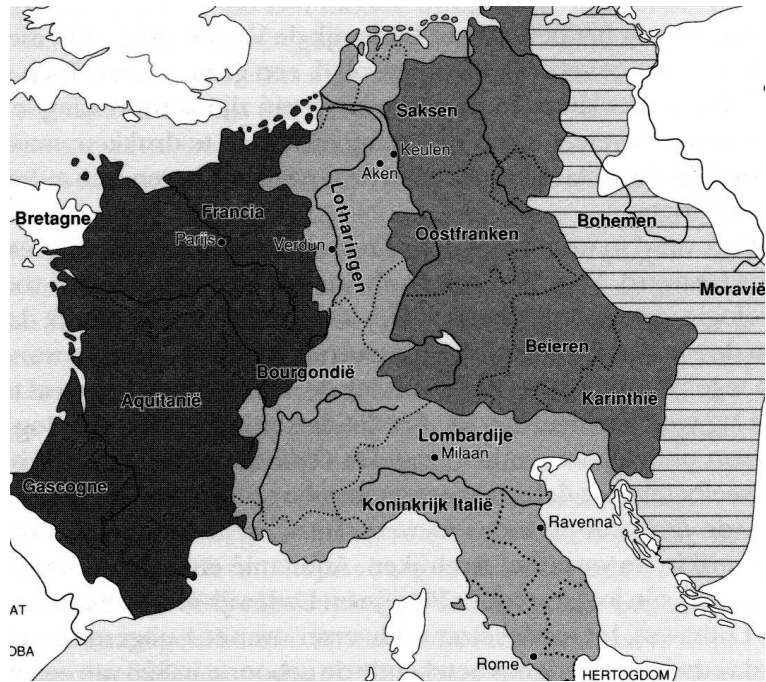 Saksen
Keulen
Aken
Bretagne
Francia
Parijs
Verdun
Lotharingen
Oostfranken
Bohemen
Moravië
Bourgondië
Beieren
Aquitanië
Karinthië
Lombardije
Milaan
Gascogne
Koninkrijk Italië
Ravenna
AT
OBA
Rome
HERTOGDOM